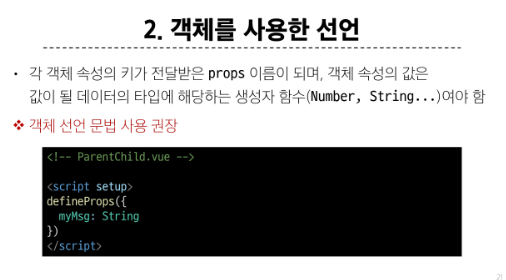 2. 객체를 사용한 선언
• 각 객체 속성의 키가 전달받은 props 이름이 되며, 객체 속성의 값은
값이 될 데이터의 타입에 해당하는 생성자 함수(Number, String...)여야 함
❖ 객체 선언 문법 사용 권장
<!-- ParentChild.vue -->
<script setup>
defineProps({
  myMsg: String
})
</script>
21